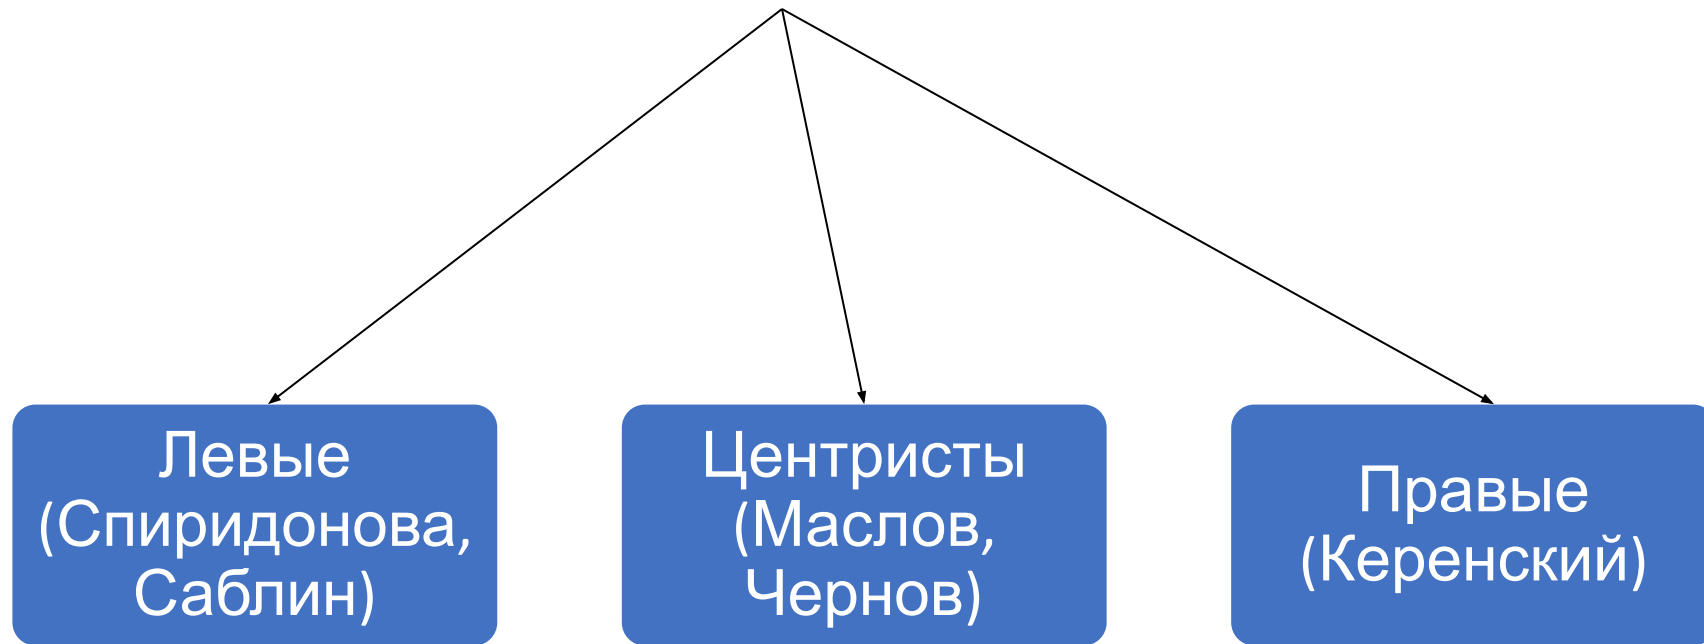 Левые
(Спиридонова,
Саблин)
Центристы
(Маслов,
Чернов)
Правые
(Керенский)